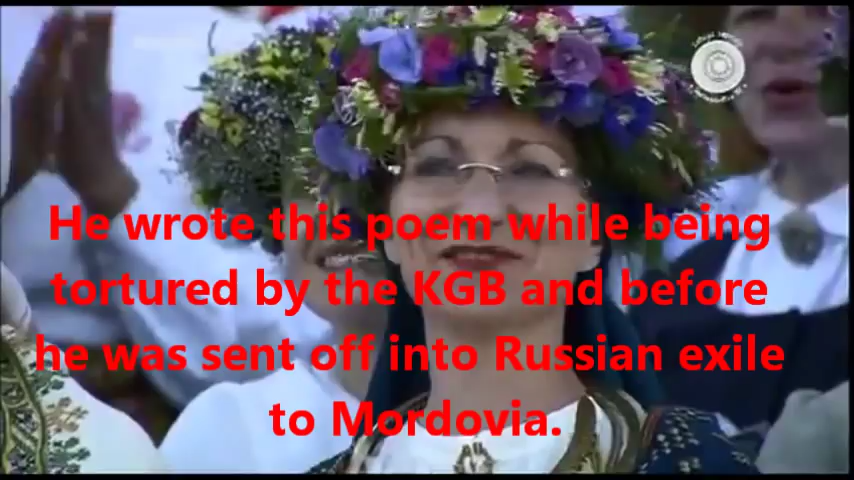 He wrote this poem while being
tortured by the KGB and before
he was sent off into Russian exile
to Mordovia.